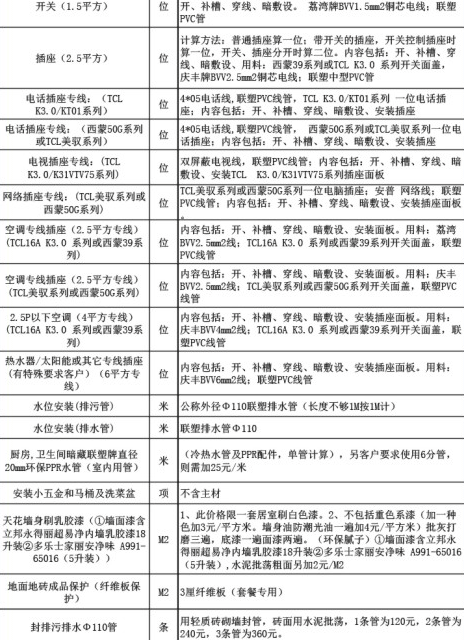 开关（1.5平方）
位
开、补槽、穿线、暗敷设。 荔湾牌BVV1.5mm2铜芯电线；联塑
PVC管
插座（2.5平方）
位
计算方法：普通插座算一位；带开关的插座，开关控制插座时
算一位，开关、插座分开时算二位。内容包括：开、补槽、穿
线、暗敷设、用料：西蒙39系列或TCL K3.0 系列开关面盖，
庆丰牌BVV2.5mm2铜芯电线；联塑中型PVC管
电话插座专线：（TCL
K3.0/KT01系列）
位
4*05电话线,联塑PVC线管，TCL K3.0/KT01系列 一位电话插
座；内容包括：开、补槽、穿线、暗敷设、安装插座
电话插座专线：（西蒙50G系列
或TCL美驭系列）
位
4*05电话线,联塑PVC线管， 西蒙50G系列或TCL美驭系列一位电
话插座；内容包括：开、补槽、穿线、暗敷设、安装插座
电视插座专线：(TCL
K3.0/K31VTV75系列)
位
双屏蔽电视线，联塑PVC线管；内容包括：开、补槽、穿线、暗
敷设、安装TCL K3.0/K31VTV75系列插座面板
网络插座专线：(TCL美驭系列或
西蒙50G系列)
位
TCL美驭系列或西蒙50G系列一位电脑插座；安普 网络线；联塑
PVC线管；内容包括：开、补槽、穿线、暗敷设、安装插座面板
。
空调专线插座（2.5平方专线）
(TCL16A K3.0 系列或西蒙39系
列)
位
内容包括：开、补槽、穿线、暗敷设、安装面板。用料：荔湾
BVV2.5mm2线；TCL16A K3.0 系列或西蒙39系列开关面盖，联塑
PVC线管
空调专线插座（2.5平方专线）
(TCL美驭系列或西蒙50G系列)
位
内容包括：开、补槽、穿线、暗敷设、安装面板。用料：庆丰
BVV2.5mm2线；TCL美驭系列或西蒙50G系列开关面盖，联塑PVC
线管
2.5P以下空调（4平方专线）
(TCL16A K3.0 系列或西蒙39系
列)
位
内容包括：开、补槽、穿线、暗敷设、安装插座面板。用料：
庆丰BVV4mm2线；TCL16A K3.0 系列或西蒙39系列开关面盖，联
塑PVC线管
热水器/太阳能或其它专线插座
(有特殊要求客户)（6平方专
线）
位
内容包括：开、补槽、穿线、暗敷设、安装插座面板。用料：
庆丰BVV6mm2线；联塑PVC线管
水位安装(排污管)
米
公称外径Φ110联塑排水管（长度不够1M按1M计）
水位安装(排水管)
米
联塑排水管Φ110
厨房,卫生间暗藏联塑牌直径
20mm环保PPR水管（室内用管）
米
（冷热水管及PPR配件，单管计算），另客户要求使用6分管，
则需加25元/米
安装小五金和马桶及洗菜盆
项
不含主材
天花墙身刷乳胶漆（①墙面漆含
立邦永得丽超易净内墙乳胶漆18
升装②多乐士家丽安净味 A991-
65016（5升装））
M2
1、此价格限一套居室刷白色漆。2、不包括重色系漆（加一种
色加3元/平方米。墙身油防潮光油一遍加4元/平方米）批灰打
磨三遍，底漆一遍面漆两遍。（环保腻子）①墙面漆含立邦永
得丽超易净内墙乳胶漆18升装②多乐士家丽安净味 A991-65016
（5升装）,水泥批荡粗面另加2元/M2
地面地砖成品保护（纤维板保
护）
M2
3厘纤维板（套餐专用）
封排污排水Φ110管
条
用轻质砖砌墙封管，砖面用水泥批荡，1条管为120元，2条管为
240元，3条管为360元。